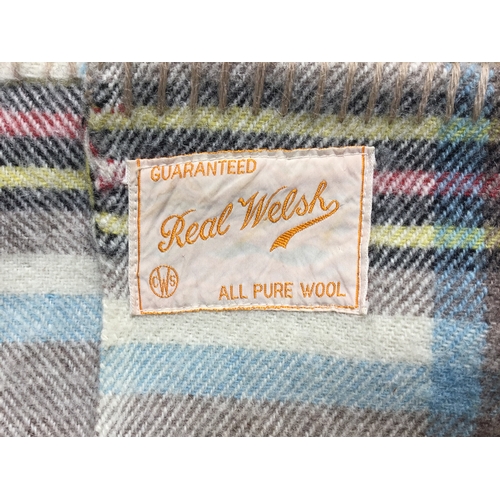 GUARANTEED
Real Welsh
CWS
ALL PURE WOOL